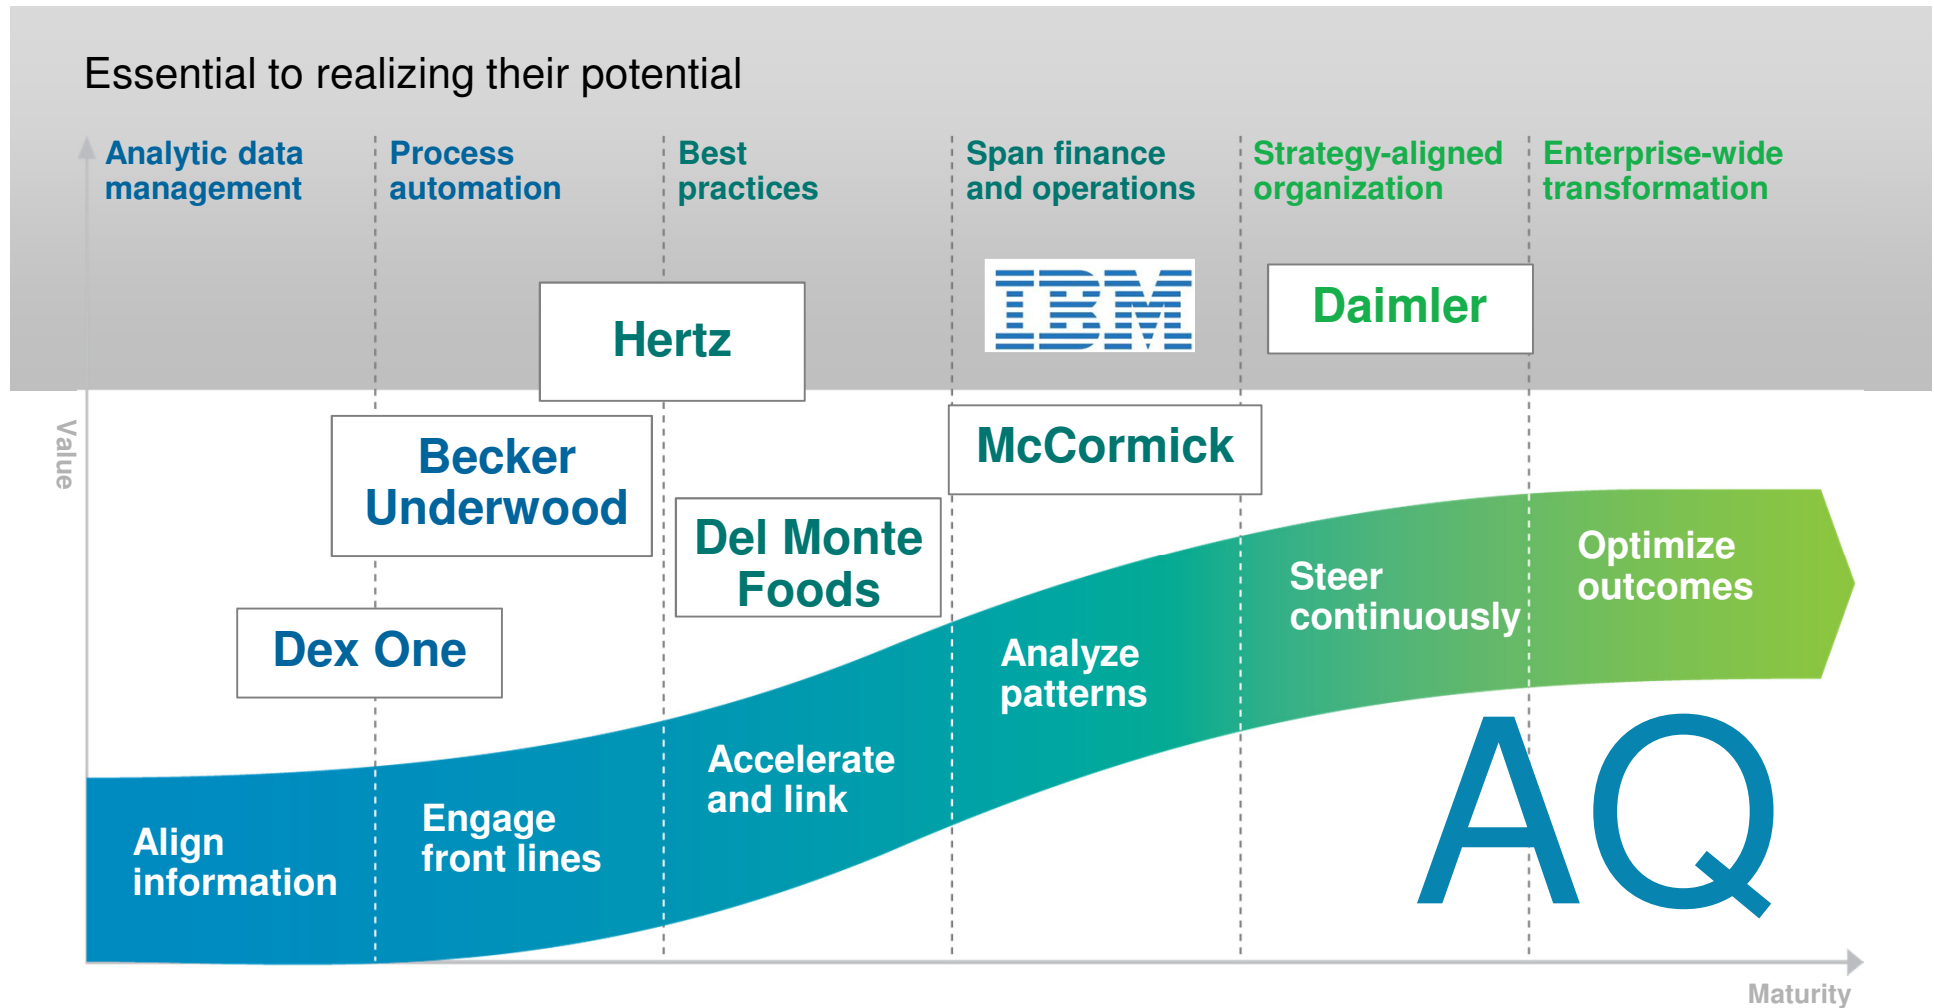 Essential to realizing their potential
Analytic data
management
Process
automation
Best
practices
Span finance
and operations
Strategy-aligned
organization
Enterprise-wide
transformation
Hertz
IBM
Daimler
Value
Becker
Underwood
McCormick
Del Monte
Foods
Dex One
Align
information
Engage
front lines
Accelerate
and link
Analyze
patterns
Steer
continuously
Optimize
outcomes
AQ
Maturity